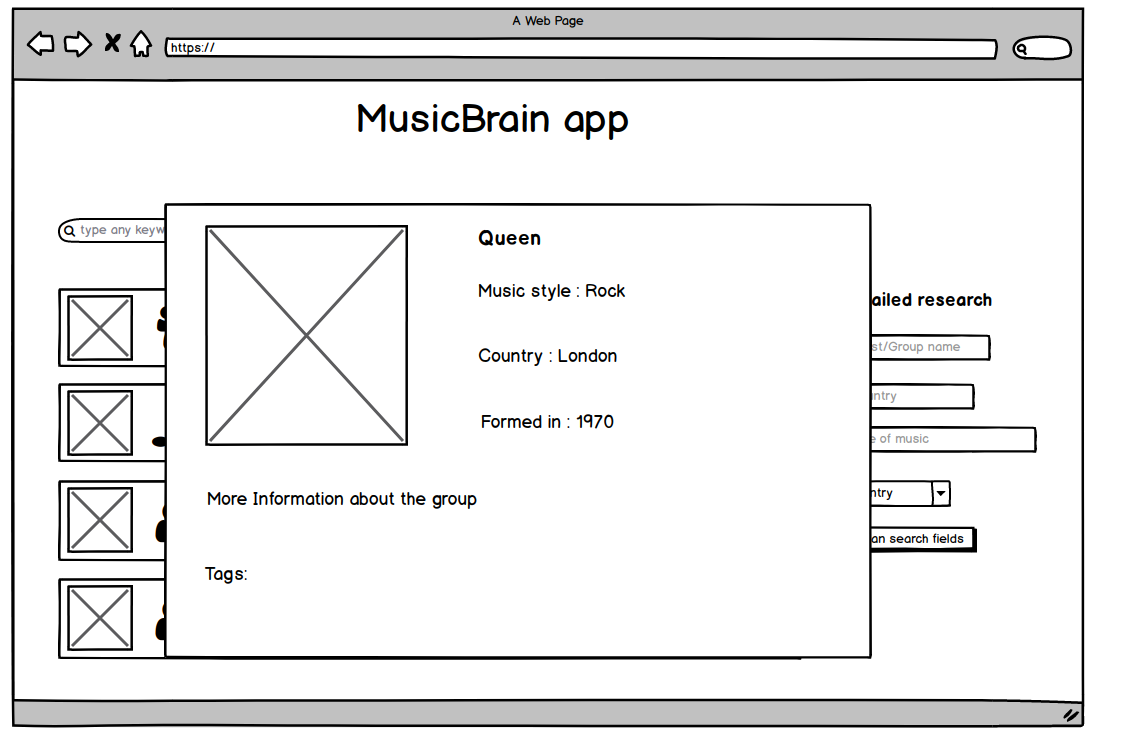 A Web Page
https://
MusicBrain app
type any keyw
Queen
Music style : Rock
Country : London
Formed in : 1970
More Information about the group
Tags:
ailed research
st/Group name
ntry
e of music
ntry
an search fields